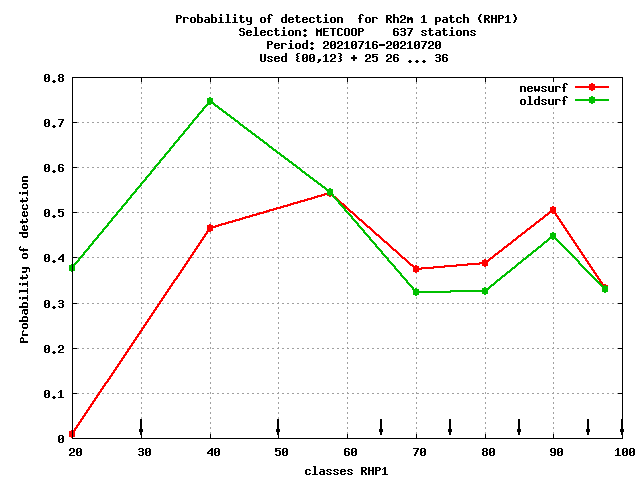 Probability of detection  for Rh2m 1 patch (RHP1)
Selection: METCOOP    637 stations
Period: 20210716-20210720
Used {00,12} + 25 26 ... 36
newsurf
oldsurf
Probability of detection
0.8
0.7
0.6
0.5
0.4
0.3
0.2
0.1
0
20 30 40 50 60 70 80 90 100
classes RHP1